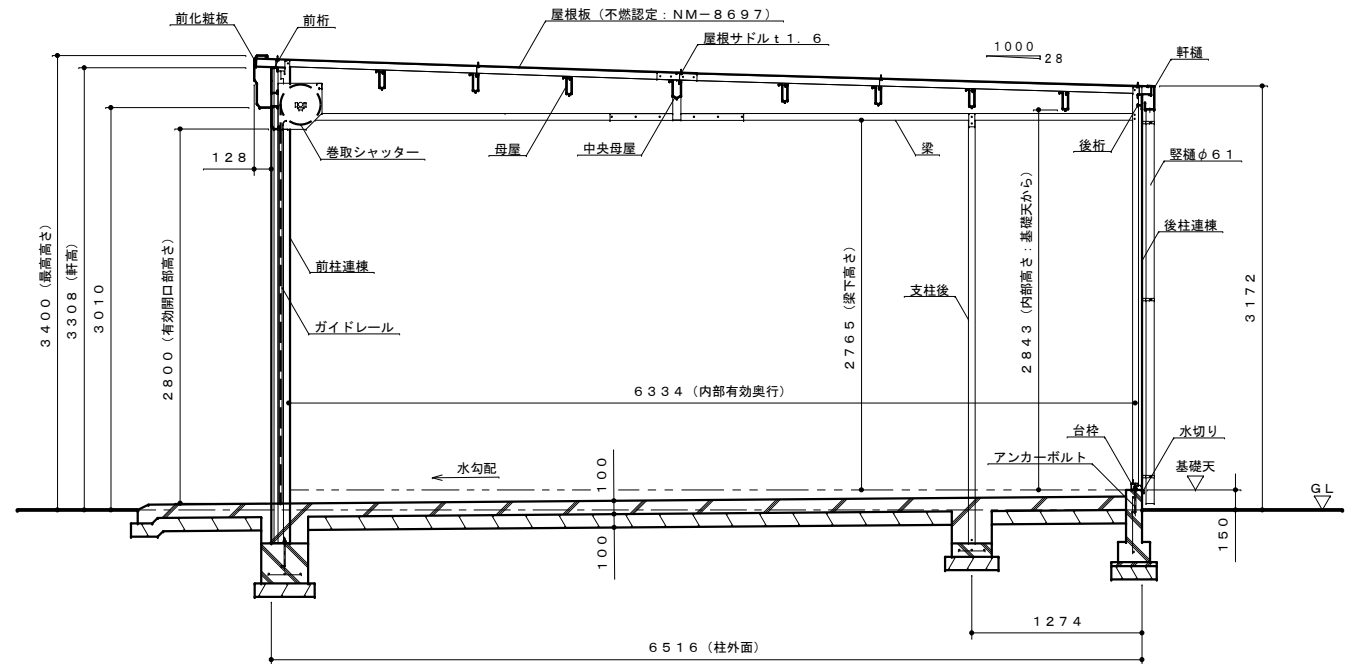 前化粧板
前桁
屋根板（不燃認定：ＮＭ－８６９７）
屋根サドルｔ１．６
１０００
２８
軒樋
巻取シャッター
母屋
中央母屋
梁
後桁
竪樋φ６１
１２８
３４００（最高高さ）
３３０８（軒高）
３０１０
２８００（有効開口部高さ）
前柱連棟
ガイドレール
２７６５（梁下高さ）
支柱後
２８４３（内部高さ：基礎天から）
後柱連棟
３１７２
６３３４（内部有効奥行）
水勾配
１００
１００
台枠
水切り
アンカーボルト
基礎天
ＧＬ
１５０
１２７４
６５１６（柱外面）